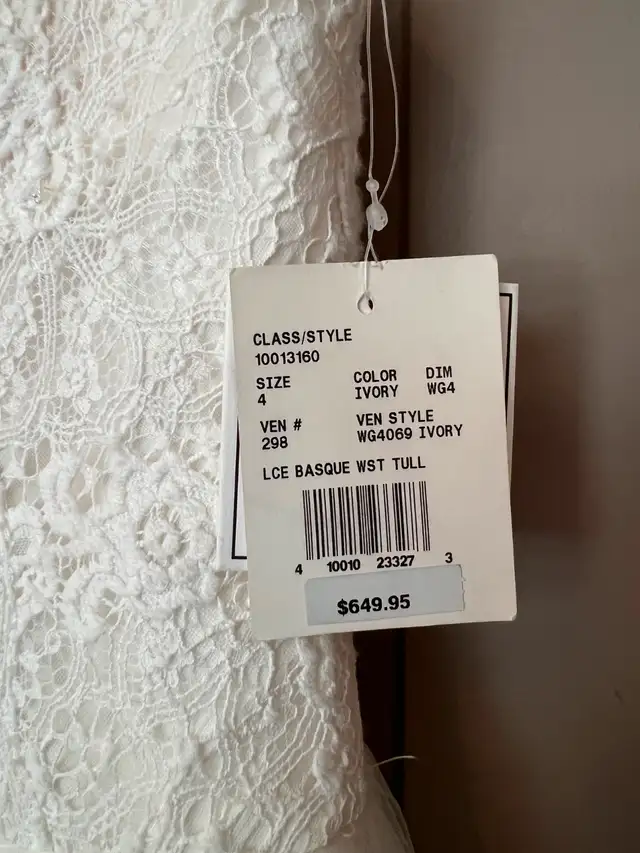 CLASS/STYLE
10013160
SIZE COLOR DIM
4 IVORY WG4
VEN # VEN STYLE
298 WG4069 IVORY
LCE BASQUE WST TULL
4 10010 23327 3
$649.95